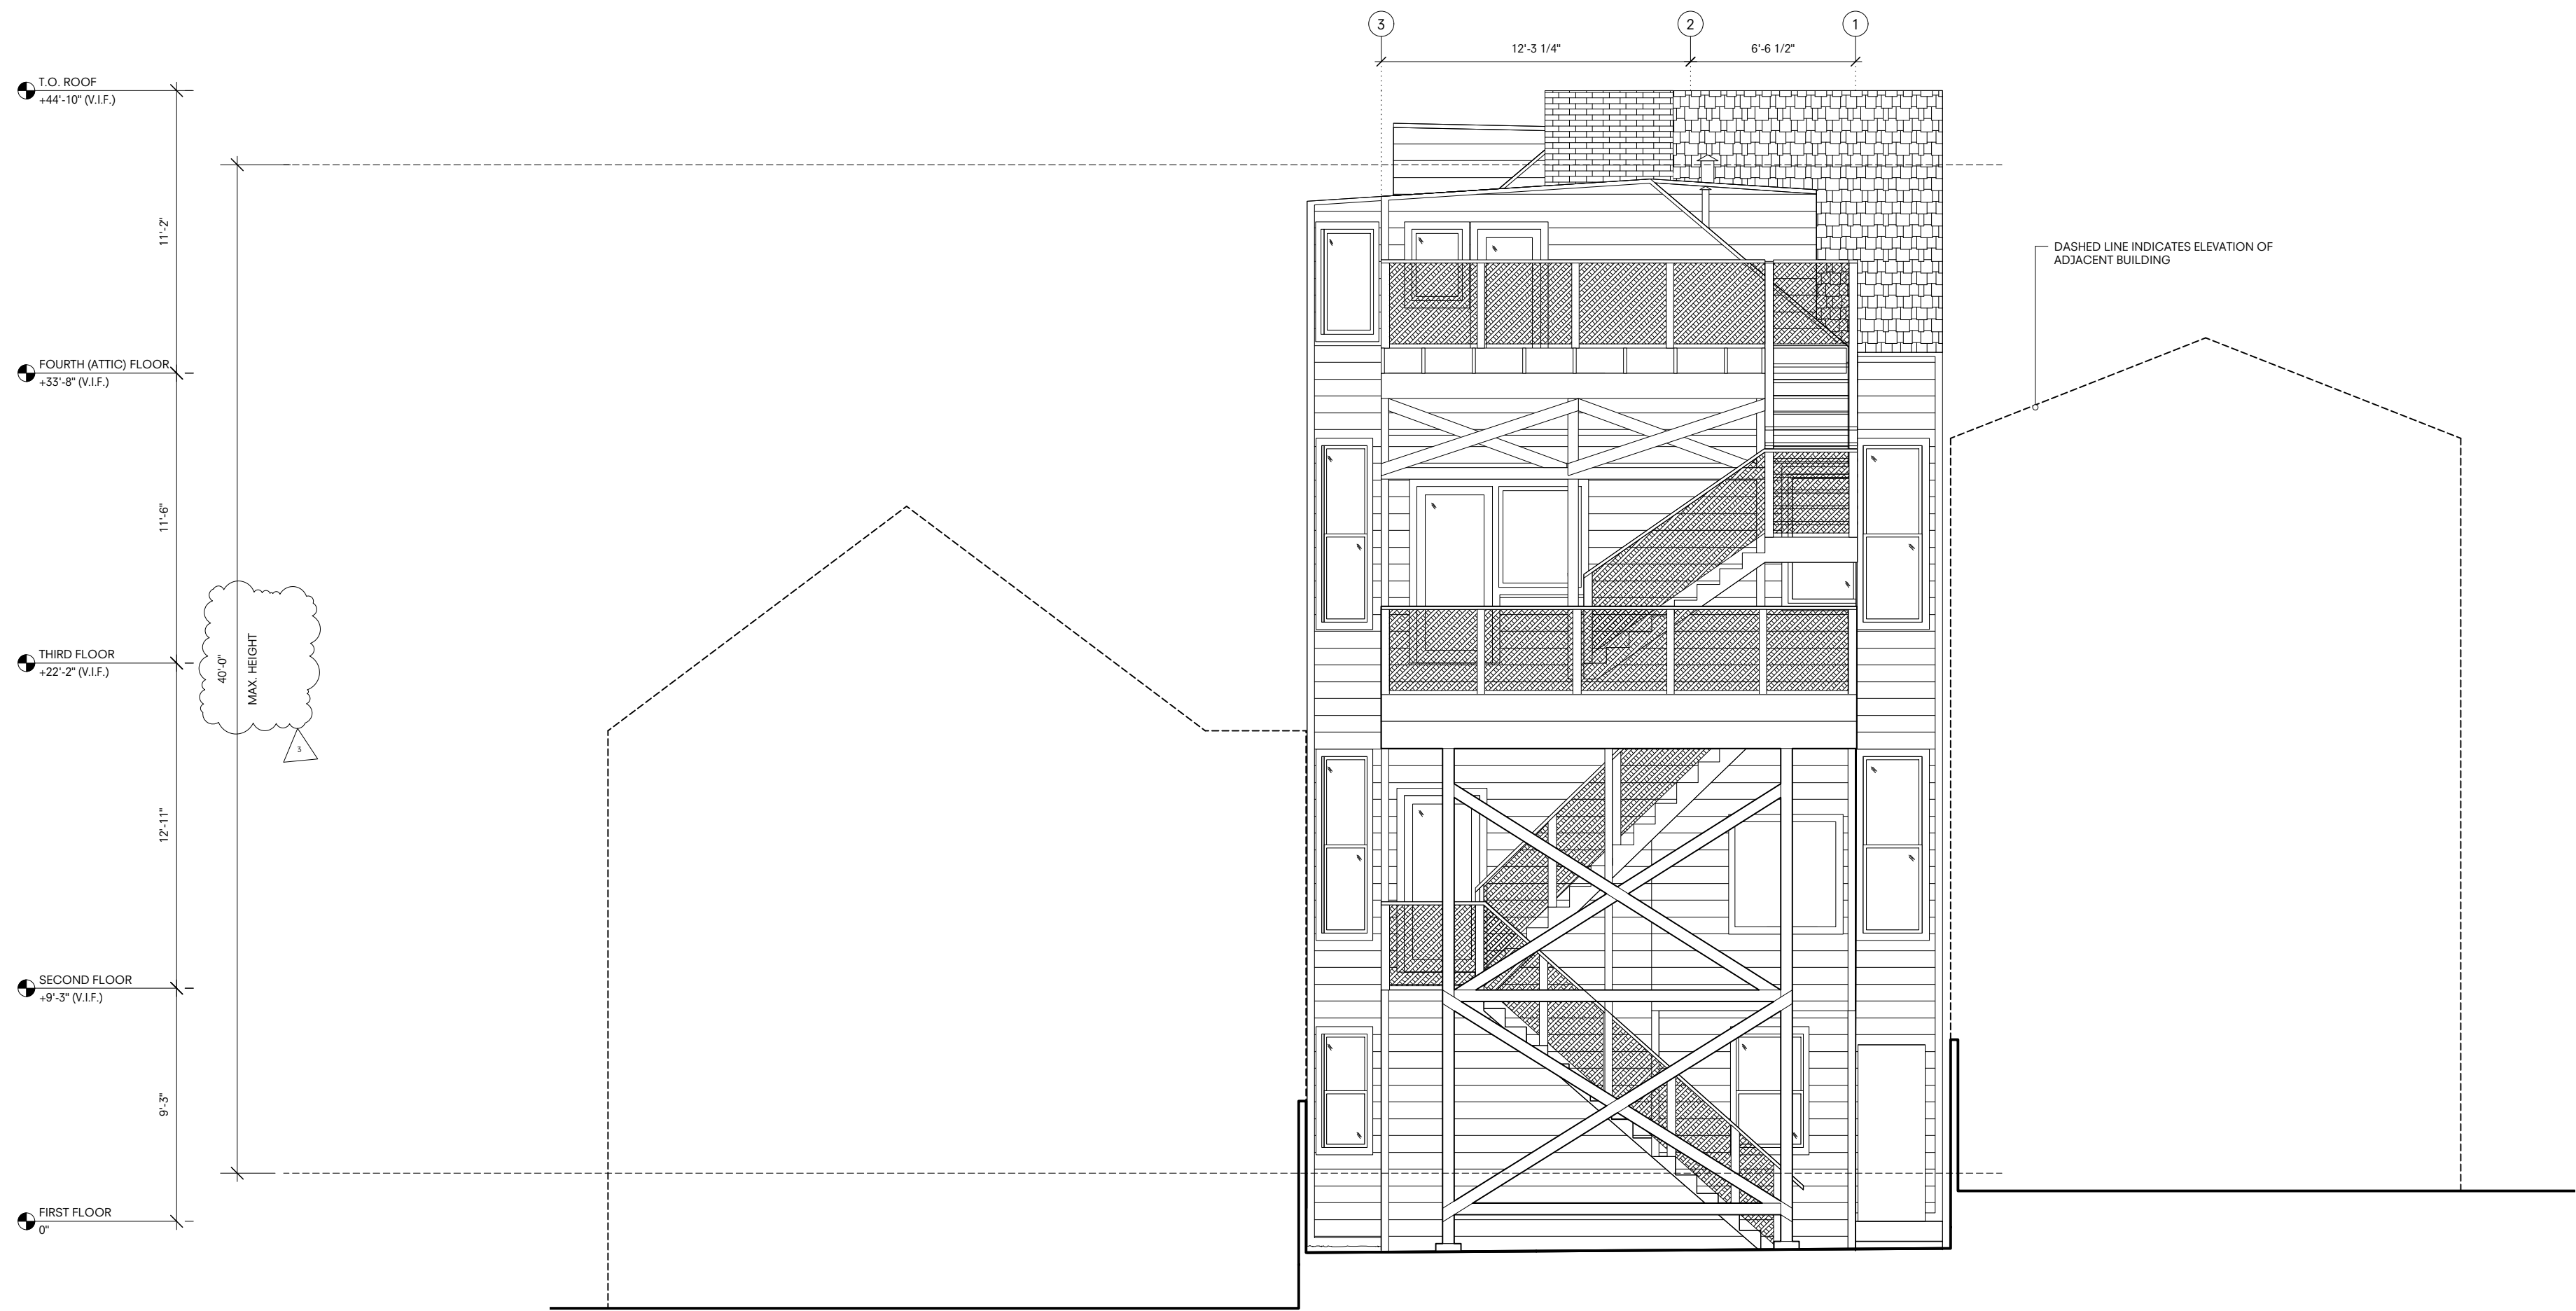 3
2
1
12'-3 1/4"
6'-6 1/2"
T.O. ROOF
+44'-10" (V.I.F.)
11'-2"
DASHED LINE INDICATES ELEVATION OF
ADJACENT BUILDING
FOURTH (ATTIC) FLOOR
+33'-8" (V.I.F.)
11'-6"
THIRD FLOOR
+22'-2" (V.I.F.)
40'-0"
MAX. HEIGHT
3
12'-11"
SECOND FLOOR
+9'-3" (V.I.F.)
9'-3"
FIRST FLOOR
0"